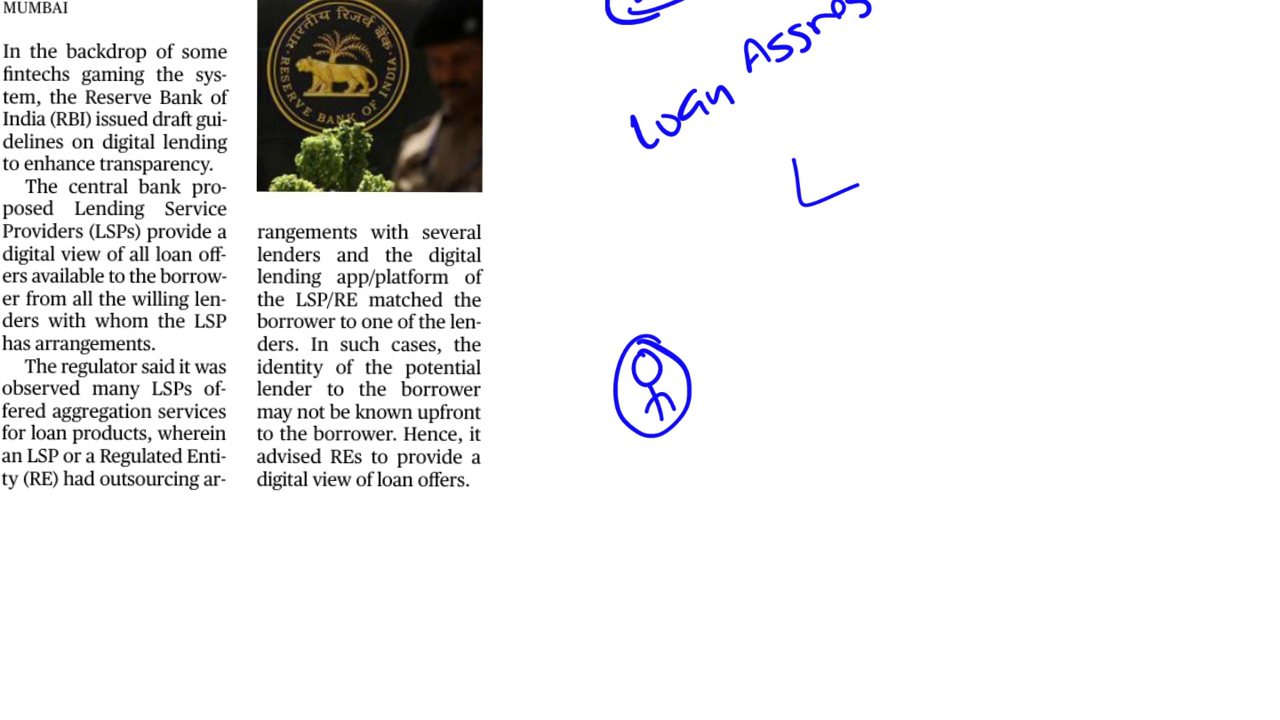 MUMBAI
In the backdrop of some
fintechs gaming the sys-
tem, the Reserve Bank of
India (RBI) issued draft gui-
delines on digital lending
to enhance transparency.
The central bank pro-
posed Lending Service
Providers (LSPs) provide a
digital view of all loan off-
ers available to the borrow-
er from all the willing len-
ders with whom the LSP
has arrangements.
The regulator said it was
observed many LSPs of-
fered aggregation services
for loan products, wherein
an LSP or a Regulated Enti-
ty (RE) had outsourcing ar-
भारतीय रिज़र्व बैंक
RESERVE BANK OF INDIA
rangements with several
lenders and the digital
lending app/platform of
the LSP/RE matched the
borrower to one of the len-
ders. In such cases, the
identity of the potential
lender to the borrower
may not be known upfront
to the borrower. Hence, it
advised REs to provide a
digital view of loan offers.
Loan